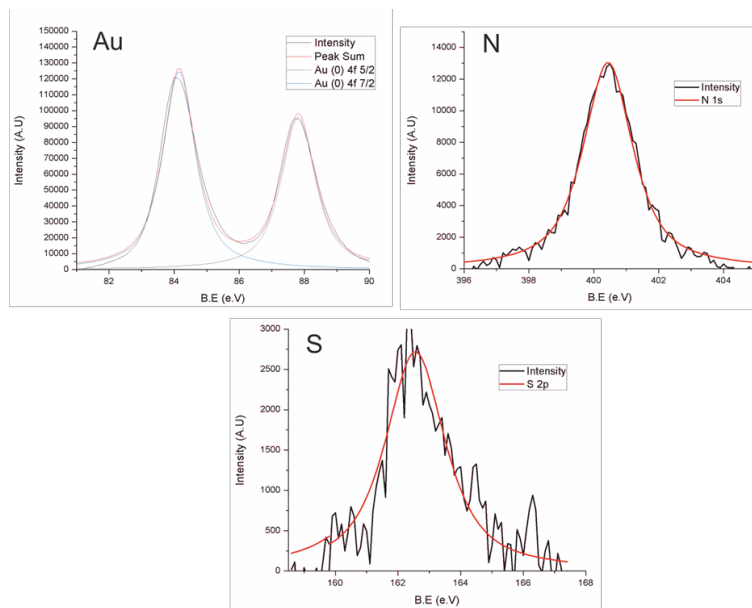 Au
150000
140000
130000
120000
110000
100000
90000
80000
70000
60000
50000
40000
30000
20000
10000
0
Intensity (A.U)
82 84 86 88 90
B.E (e.V)
Intensity
Peak Sum
Au (0) 4f 5/2
Au (0) 4f 7/2
N
14000
12000
10000
8000
6000
4000
2000
0
Intensity (A.U)
396 398 400 402 404
B.E (e.V)
Intensity
N 1s
S
3000
2500
2000
1500
1000
500
0
Intensity (A.U)
160 162 164 166 168
B.E (e.V)
Intensity
S 2p